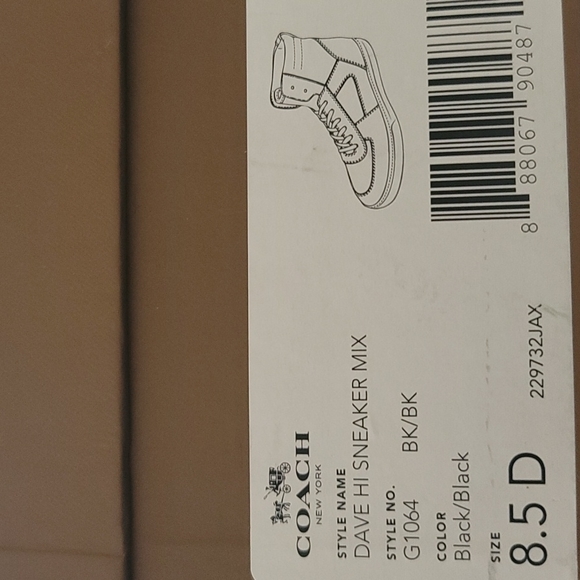 COACH
NEW YORK
STYLE NAME
DAVE HI SNEAKER MIX
STYLE NO.
G1064 BK/BK
COLOR
Black/Black
SIZE
8.5 D
229732JAX
8 88067 90487